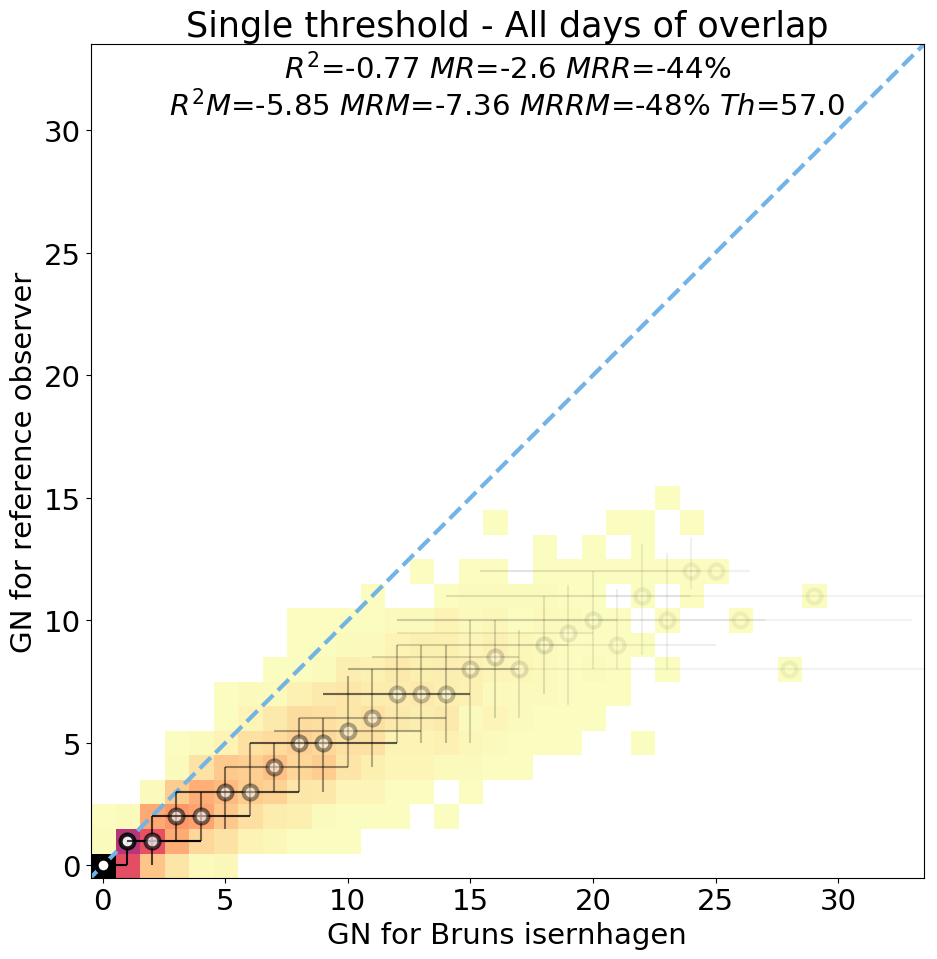 Single threshold - All days of overlap
R²=-0.77 MR=-2.6 MRR=-44%
R²M=-5.85 MRM=-7.36 MRRM=-48% Th=57.0
GN for reference observer
30
25
20
15
10
5
0
0 5 10 15 20 25 30
GN for Bruns isernhagen